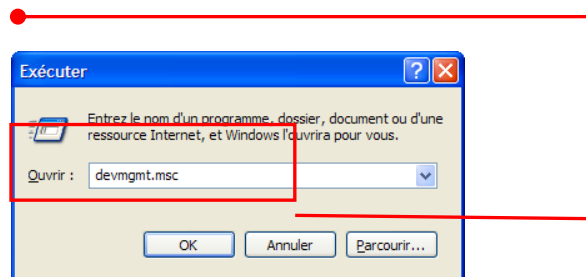 Exécuter
Entrez le nom d'un programme, dossier, document ou d'une
ressource Internet, et Windows l'ouvrira pour vous.
Ouvrir : devmgmt.msc
OK Annuler Parcourir...